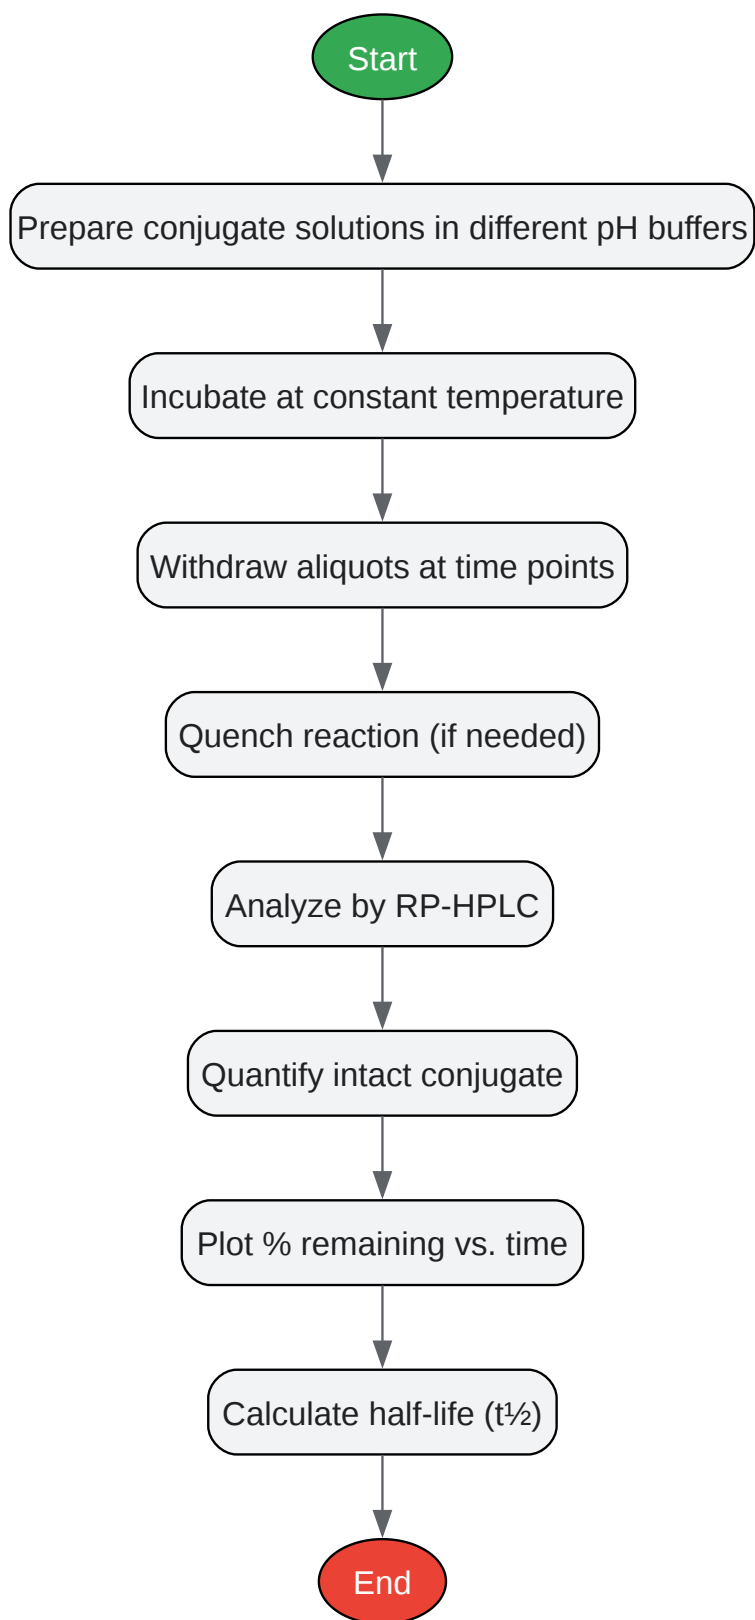 Start
Prepare conjugate solutions in different pH buffers
Incubate at constant temperature
Withdraw aliquots at time points
Quench reaction (if needed)
Analyze by RP-HPLC
Quantify intact conjugate
Plot % remaining vs. time
Calculate half-life (t½)
End